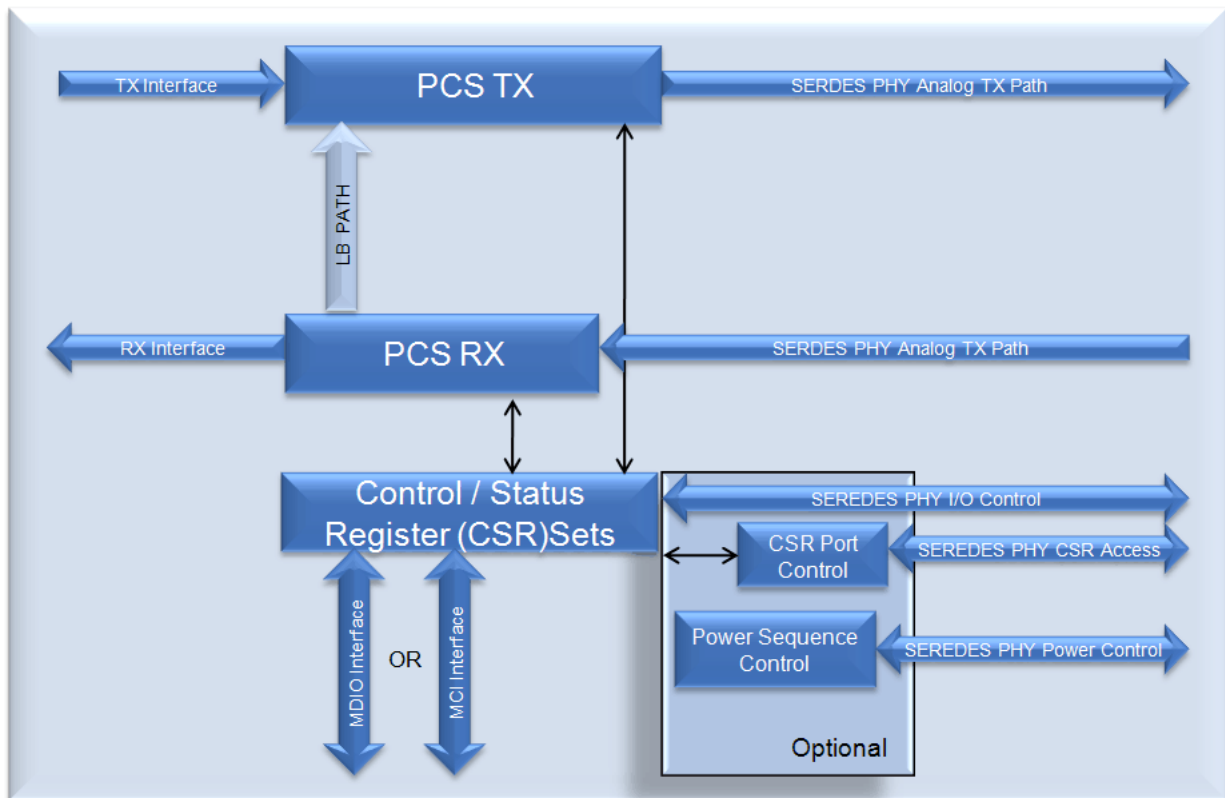 TX Interface
PCS TX
SERDES PHY Analog TX Path
LB PATH
RX Interface
PCS RX
SERDES PHY Analog TX Path
Control / Status
Register (CSR)Sets
SEREDES PHY I/O Control
CSR Port
Control
SEREDES PHY CSR Access
MDIO Interface
OR
MCI Interface
Power Sequence
Control
SEREDES PHY Power Control
Optional